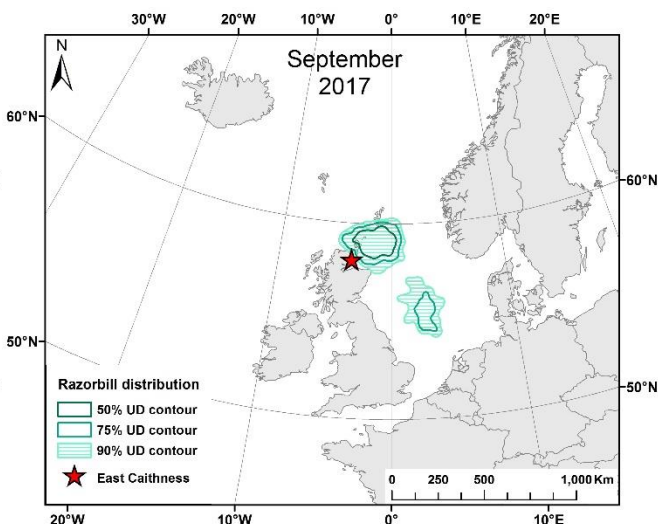 30°W 20°W 10°W 0° 10°E 20°E
N
September
2017
60°N
60°N
50°N
50°N
Razorbill distribution
50% UD contour
75% UD contour
90% UD contour
East Caithness
0 250 500 1,000 Km
20°W 10°W 0° 10°E